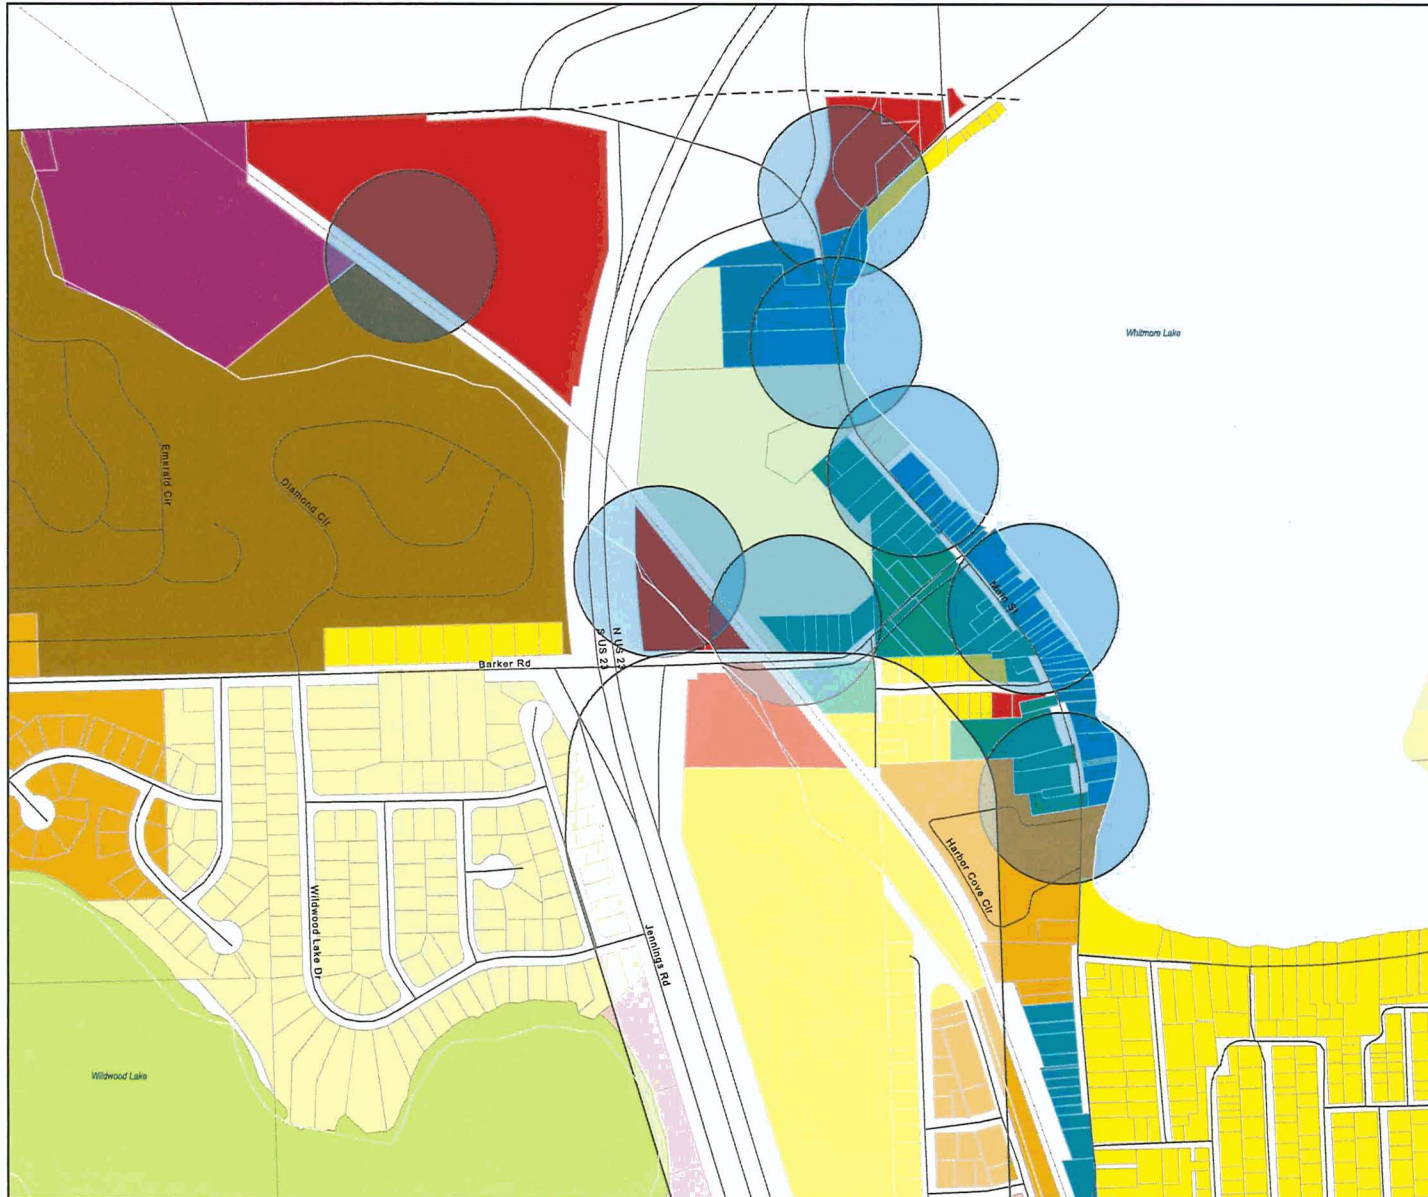 Whitmore Lake
Emerald Cir
Diamond Cir
Main St
N US 23
S US 23
Barker Rd
Harbor Cove Cir
Wildwood Lake Dr
Jennings Rd
Wildwood Lake